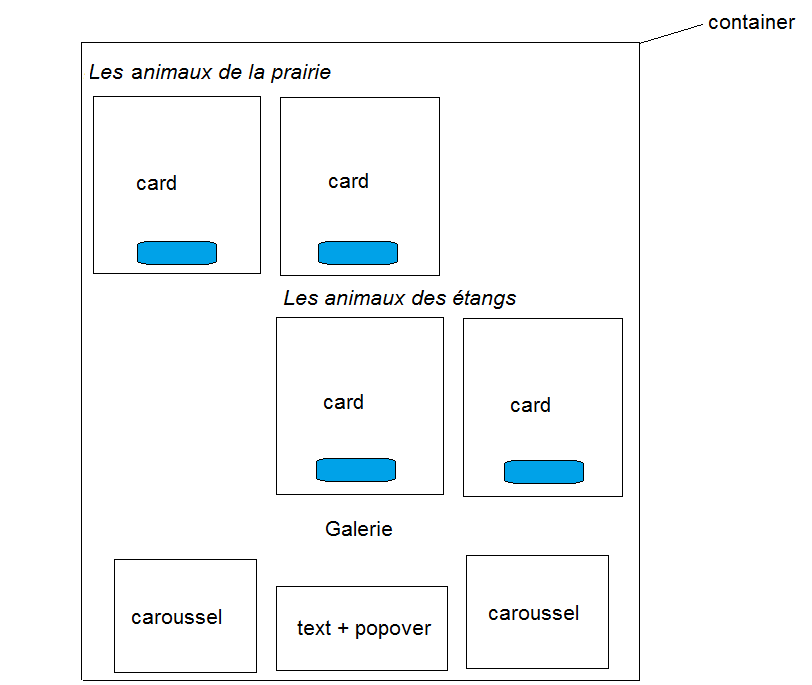 container
Les animaux de la prairie
card
card
Les animaux des étangs
card
card
Galerie
caroussel
text + popover
caroussel